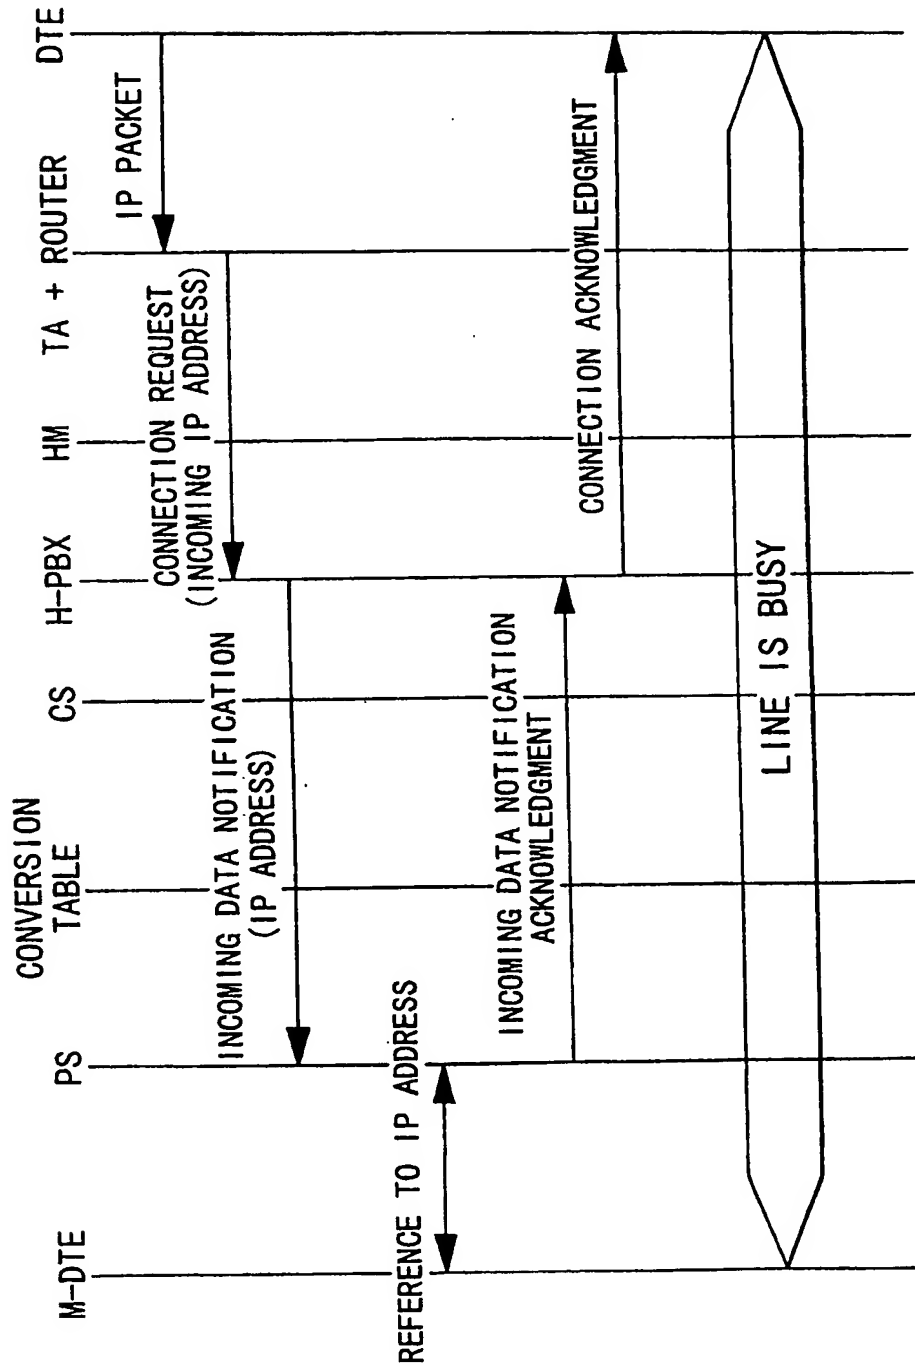 M-DTE
PS
CONVERSION
TABLE
CS
H-PBX
HM
TA + ROUTER
DTE
IP PACKET
CONNECTION REQUEST
(INCOMING IP ADDRESS)
INCOMING DATA NOTIFICATION
(IP ADDRESS)
REFERENCE TO IP ADDRESS
INCOMING DATA NOTIFICATION
ACKNOWLEDGMENT
CONNECTION ACKNOWLEDGMENT
LINE IS BUSY